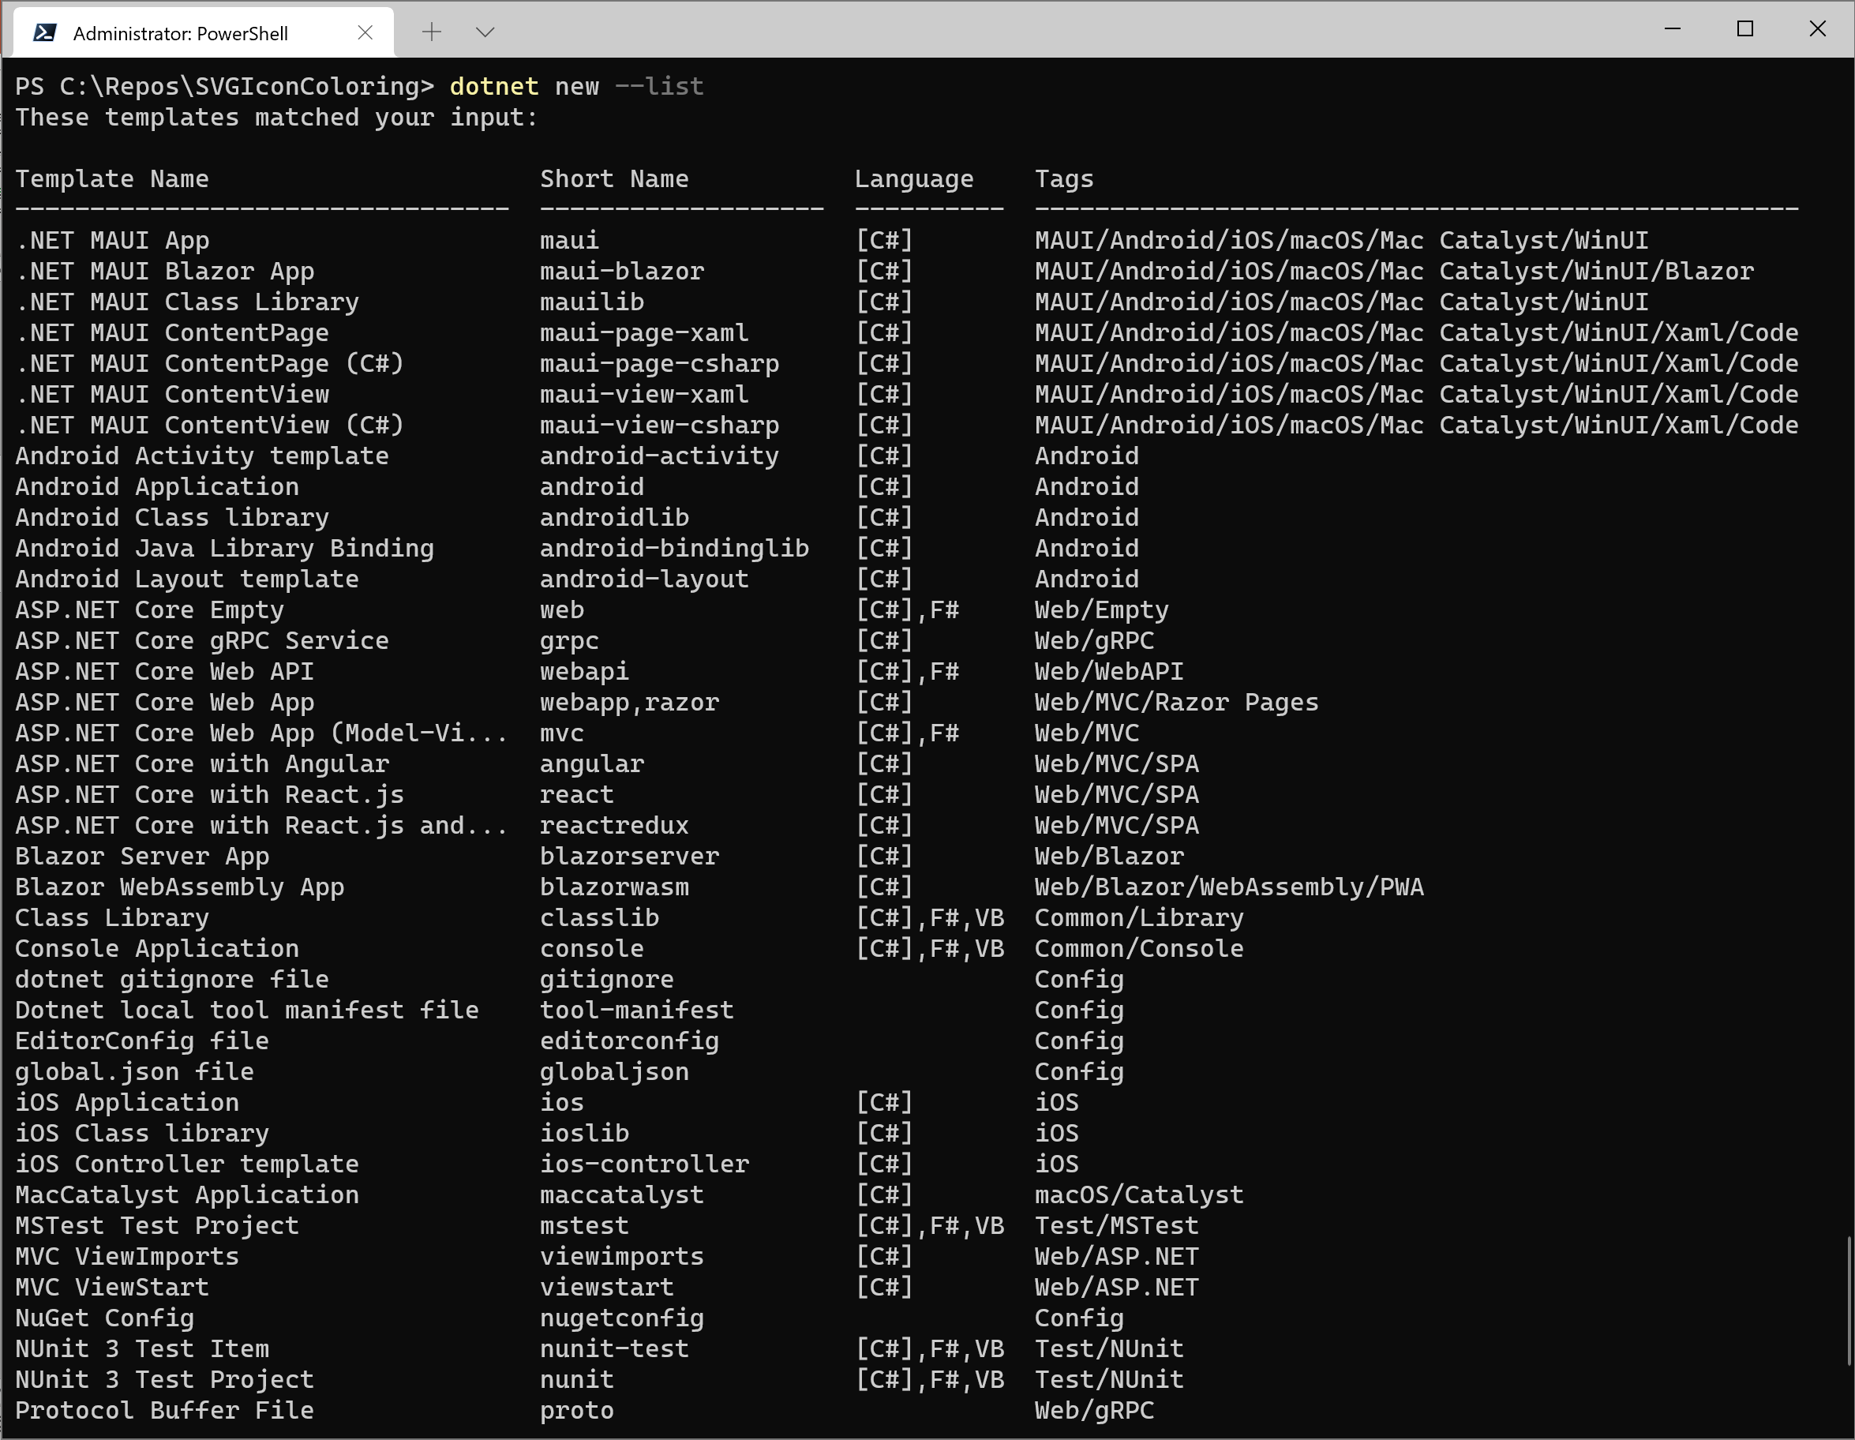 Administrator: PowerShell
PS C:\Repos\SVGIconColoring> dotnet new --list
These templates matched your input:
Template Name Short Name Language Tags
--------------------------------- ------------------- ---------- ---------------------------------------------------
.NET MAUI App maui [C#] MAUI/Android/iOS/macOS/Mac Catalyst/WinUI
.NET MAUI Blazor App maui-blazor [C#] MAUI/Android/iOS/macOS/Mac Catalyst/WinUI/Blazor
.NET MAUI Class Library mauilib [C#] MAUI/Android/iOS/macOS/Mac Catalyst/WinUI
.NET MAUI ContentPage maui-page-xaml [C#] MAUI/Android/iOS/macOS/Mac Catalyst/WinUI/Xaml/Code
.NET MAUI ContentPage (C#) maui-page-csharp [C#] MAUI/Android/iOS/macOS/Mac Catalyst/WinUI/Xaml/Code
.NET MAUI ContentView maui-view-xaml [C#] MAUI/Android/iOS/macOS/Mac Catalyst/WinUI/Xaml/Code
.NET MAUI ContentView (C#) maui-view-csharp [C#] MAUI/Android/iOS/macOS/Mac Catalyst/WinUI/Xaml/Code
Android Activity template android-activity [C#] Android
Android Application android [C#] Android
Android Class library androidlib [C#] Android
Android Java Library Binding android-bindinglib [C#] Android
Android Layout template android-layout [C#] Android
ASP.NET Core Empty web [C#],F# Web/Empty
ASP.NET Core gRPC Service grpc [C#] Web/gRPC
ASP.NET Core Web API webapi [C#],F# Web/WebAPI
ASP.NET Core Web App webapp,razor [C#] Web/MVC/Razor Pages
ASP.NET Core Web App (Model-Vi... mvc [C#],F# Web/MVC
ASP.NET Core with Angular angular [C#] Web/MVC/SPA
ASP.NET Core with React.js react [C#] Web/MVC/SPA
ASP.NET Core with React.js and... reactredux [C#] Web/MVC/SPA
Blazor Server App blazorserver [C#] Web/Blazor
Blazor WebAssembly App blazorwasm [C#] Web/Blazor/WebAssembly/PWA
Class Library classlib [C#],F#,VB Common/Library
Console Application console [C#],F#,VB Common/Console
dotnet gitignore file gitignore Config
Dotnet local tool manifest file tool-manifest Config
EditorConfig file editorconfig Config
global.json file globaljson Config
iOS Application ios [C#] iOS
iOS Class library ioslib [C#] iOS
iOS Controller template ios-controller [C#] iOS
MacCatalyst Application maccatalyst [C#] macOS/Catalyst
MSTest Test Project mstest [C#],F#,VB Test/MSTest
MVC ViewImports viewimports [C#] Web/ASP.NET
MVC ViewStart viewstart [C#] Web/ASP.NET
NuGet Config nugetconfig Config
NUnit 3 Test Item nunit-test [C#],F#,VB Test/NUnit
NUnit 3 Test Project nunit [C#],F#,VB Test/NUnit
Protocol Buffer File proto Web/gRPC